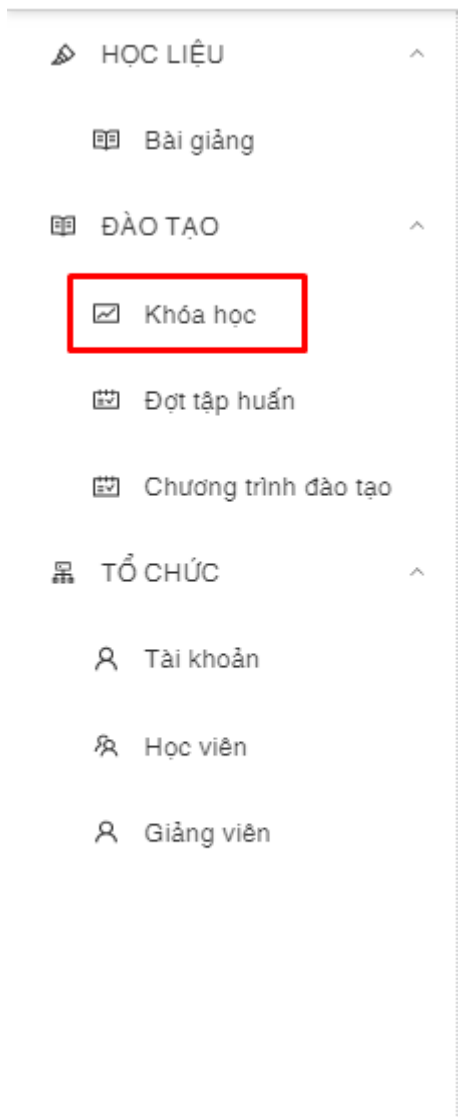 HỌC LIỆU
Bài giảng
ĐÀO TẠO
Khóa học
Đợt tập huấn
Chương trình đào tạo
TỔ CHỨC
Tài khoản
Học viên
Giảng viên